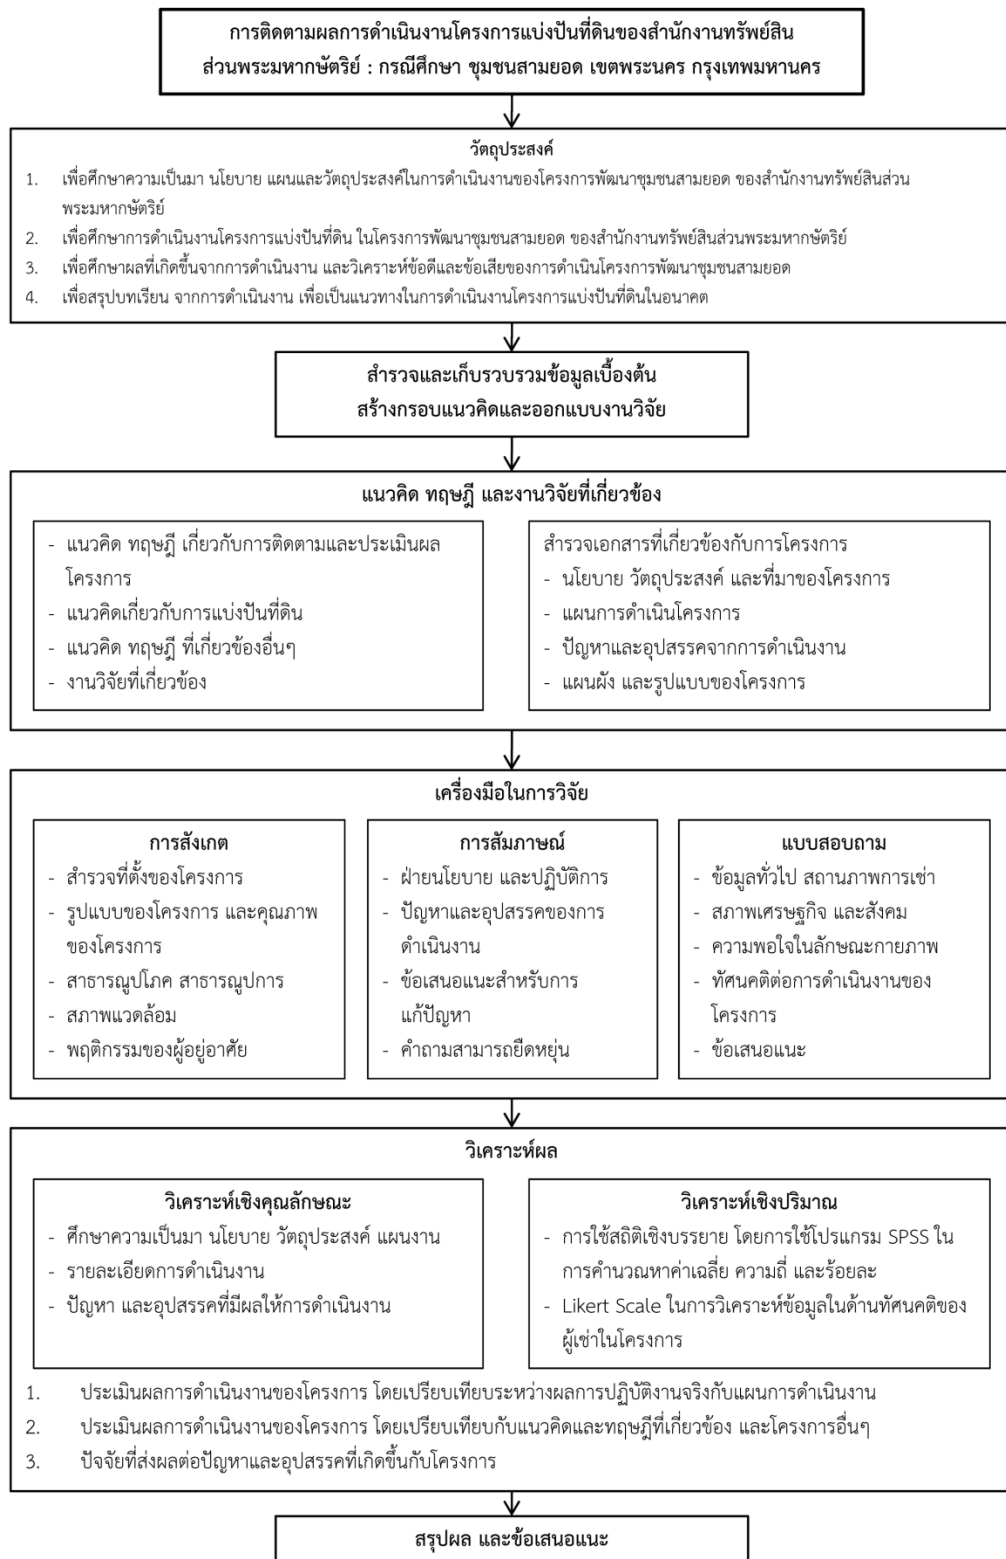 การติดตามผลการดำเนินงานโครงการแบ่งปันที่ดินของสำนักงานทรัพย์สิน
ส่วนพระมหากษัตริย์ : กรณีศึกษา ชุมชนสามยอด เขตพระนคร กรุงเทพมหานคร
วัตถุประสงค์
1. เพื่อศึกษาความเป็นมา นโยบาย แผนและวัตถุประสงค์ในการดำเนินงานของโครงการพัฒนาชุมชนสามยอด ของสำนักงานทรัพย์สินส่วน
พระมหากษัตริย์
2. เพื่อศึกษาการดำเนินงานโครงการแบ่งปันที่ดิน ในโครงการพัฒนาชุมชนสามยอด ของสำนักงานทรัพย์สินส่วนพระมหากษัตริย์
3. เพื่อศึกษาผลที่เกิดขึ้นจากการดำเนินงาน และวิเคราะห์ข้อดีและข้อเสียของการดำเนินโครงการพัฒนาชุมชนสามยอด
4. เพื่อสรุปบทเรียน จากการดำเนินงาน เพื่อเป็นแนวทางในการดำเนินงานโครงการแบ่งปันที่ดินในอนาคต
สำรวจและเก็บรวบรวมข้อมูลเบื้องต้น
สร้างกรอบแนวคิดและออกแบบงานวิจัย
แนวคิด ทฤษฎี และงานวิจัยที่เกี่ยวข้อง
- แนวคิด ทฤษฎี เกี่ยวกับการติดตามและประเมินผล
โครงการ
- แนวคิดเกี่ยวกับการแบ่งปันที่ดิน
- แนวคิด ทฤษฎี ที่เกี่ยวข้องอื่นๆ
- งานวิจัยที่เกี่ยวข้อง
สำรวจเอกสารที่เกี่ยวข้องกับการโครงการ
- นโยบาย วัตถุประสงค์ และที่มาของโครงการ
- แผนการดำเนินโครงการ
- ปัญหาและอุปสรรคจากการดำเนินงาน
- แผนผัง และรูปแบบของโครงการ
เครื่องมือในการวิจัย
การสังเกต
- สำรวจที่ตั้งของโครงการ
- รูปแบบของโครงการ และคุณภาพ
ของโครงการ
- สาธารณูปโภค สาธารณูปการ
- สภาพแวดล้อม
- พฤติกรรมของผู้อยู่อาศัย
การสัมภาษณ์
- ฝ่ายนโยบาย และปฏิบัติการ
- ปัญหาและอุปสรรคของการ
ดำเนินงาน
- ข้อเสนอแนะสำหรับการ
แก้ปัญหา
- คำถามสามารถยืดหยุ่น
แบบสอบถาม
- ข้อมูลทั่วไป สถานภาพการเช่า
- สภาพเศรษฐกิจ และสังคม
- ความพอใจในลักษณะกายภาพ
- ทัศนคติต่อการดำเนินงานของ
โครงการ
- ข้อเสนอแนะ
วิเคราะห์ผล
วิเคราะห์เชิงคุณลักษณะ
- ศึกษาความเป็นมา นโยบาย วัตถุประสงค์ แผนงาน
- รายละเอียดการดำเนินงาน
- ปัญหา และอุปสรรคที่มีผลให้การดำเนินงาน
วิเคราะห์เชิงปริมาณ
- การใช้สถิติเชิงบรรยาย โดยการใช้โปรแกรม SPSS ใน
การคำนวณหาค่าเฉลี่ย ความถี่ และร้อยละ
- Likert Scale ในการวิเคราะห์ข้อมูลในด้านทัศนคติของ
ผู้เช่าในโครงการ
1. ประเมินผลการดำเนินงานของโครงการ โดยเปรียบเทียบระหว่างผลการปฏิบัติงานจริงกับแผนการดำเนินงาน
2. ประเมินผลการดำเนินงานของโครงการ โดยเปรียบเทียบกับแนวคิดและทฤษฎีที่เกี่ยวข้อง และโครงการอื่นๆ
3. ปัจจัยที่ส่งผลต่อปัญหาและอุปสรรคที่เกิดขึ้นกับโครงการ
สรุปผล และข้อเสนอแนะ